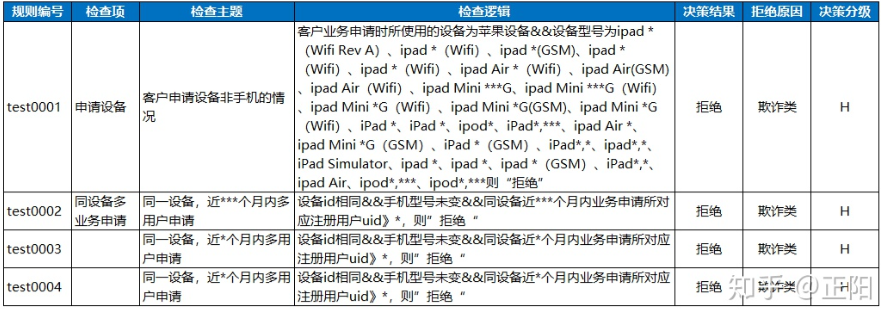 规则编号 检查项 检查主题 检查逻辑 决策结果 拒绝原因 决策分级
客户业务申请时所使用的设备为苹果设备&&设备型号为ipad *
（Wifi Rev A）、ipad *（Wifi）、ipad *(GSM)、ipad *
（Wifi）、ipad *（Wifi）、ipad Air *（Wifi）、ipad Air(GSM)
、ipad Air（Wifi）、ipad Mini ***G、ipad Mini ***G（Wifi）
、ipad Mini *G（Wifi）、ipad Mini *G(GSM)、ipad Mini *G
test0001 申请设备 客户申请设备非手机的情况 （Wifi）、iPad *、iPad *、ipod*、iPad*,***、ipad Air *、 拒绝 欺诈类 H
ipad Mini *G（GSM）、iPad *（GSM）、iPad*,*、ipad*,*、
iPad Simulator、ipad *、ipad *、ipad *（GSM）、iPad*,*、
ipad Air、ipod*,***、ipod*,***则“拒绝”
test0002 同设备多业务申请 同一设备，近***个月内多用户申请 设备id相同&&手机型号未变&&同设备近***个月内业务申请所对应注册用户uid》*，则”拒绝“ 拒绝 欺诈类 H
test0003 同一设备，近*个月内多用户申请 设备id相同&&手机型号未变&&同设备近*个月内业务申请所对应注册用户uid》*，则”拒绝“ 拒绝 欺诈类 H
test0004 同一设备，近*个月内多用户申请 设备id相同&&手机型号未变&&同设备近*个月内业务申请所对应注册用户uid》*，则”拒绝“ 拒绝 欺诈类 H
知乎 @正阳